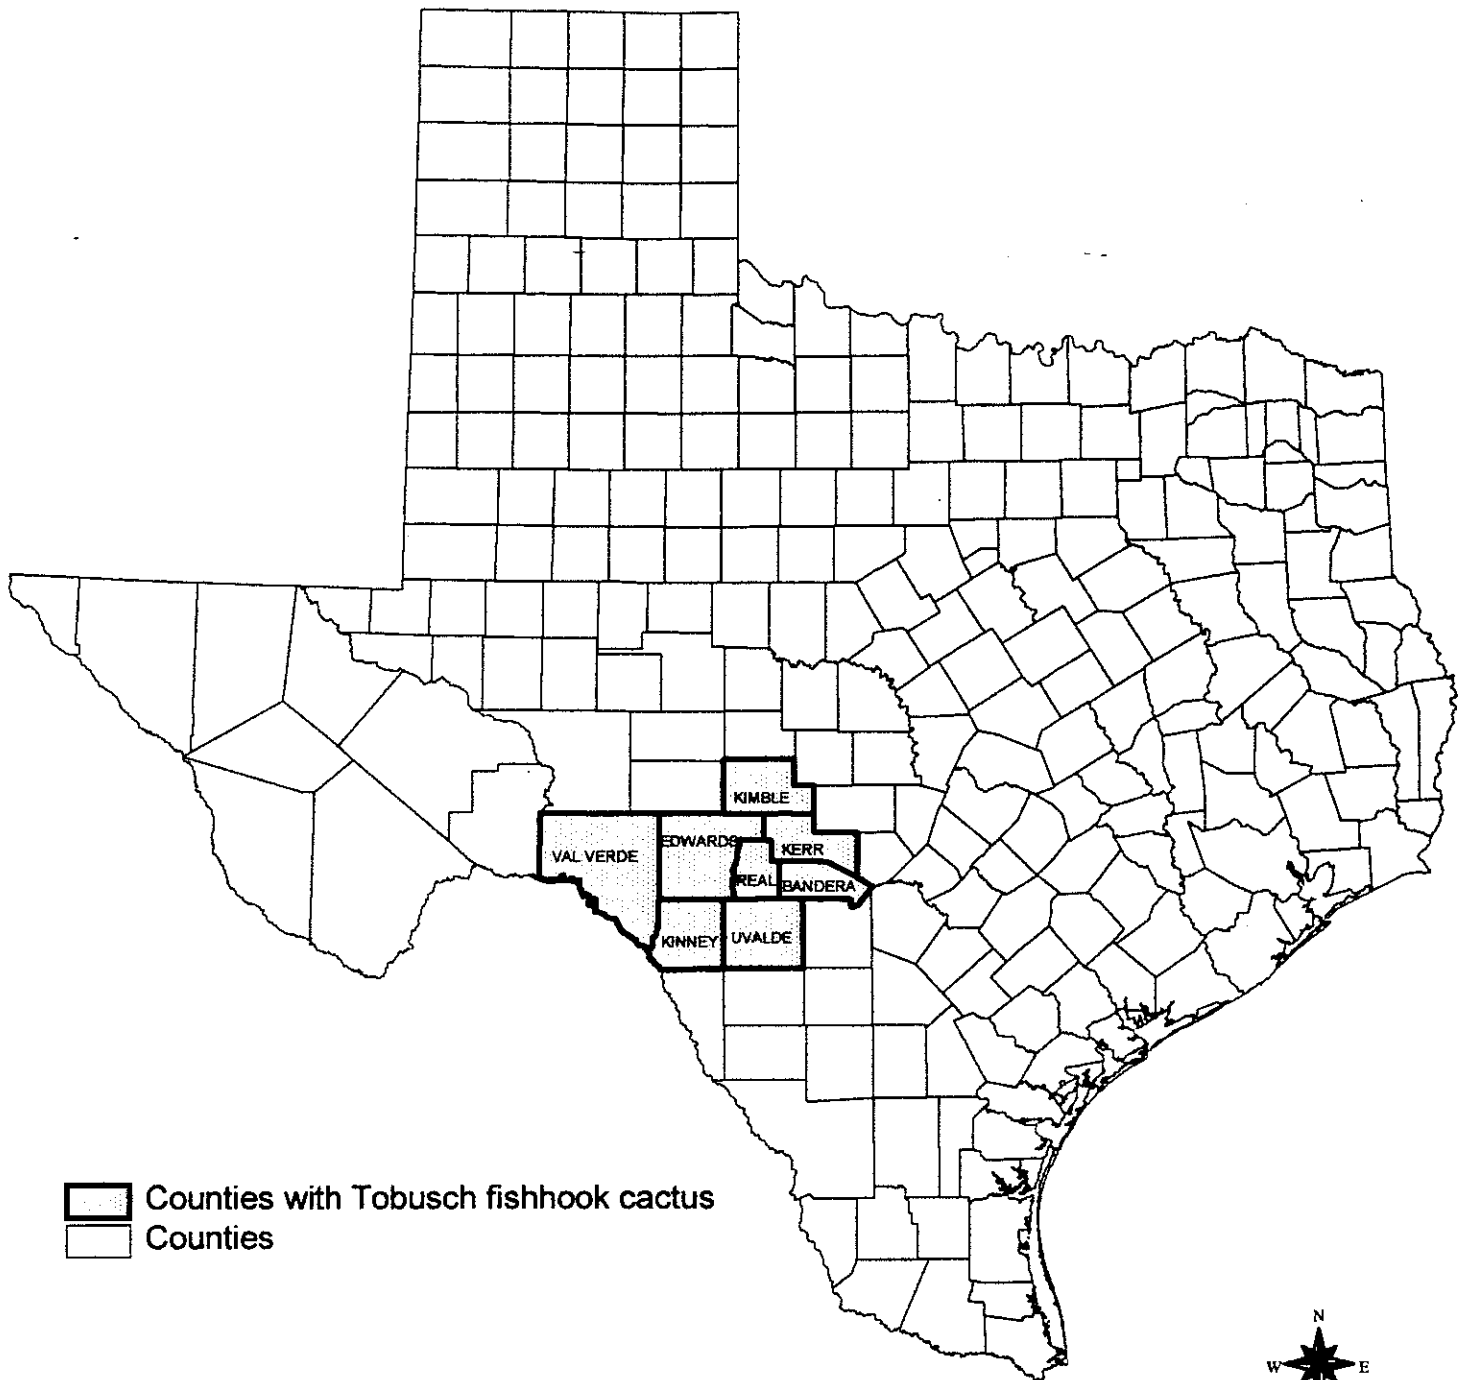 KIMBLE
EDWARDS
KERR
VAL VERDE
REAL
BANDERA
KINNEY
UVALDE
Counties with Tobusch fishhook cactus
Counties
N
W E